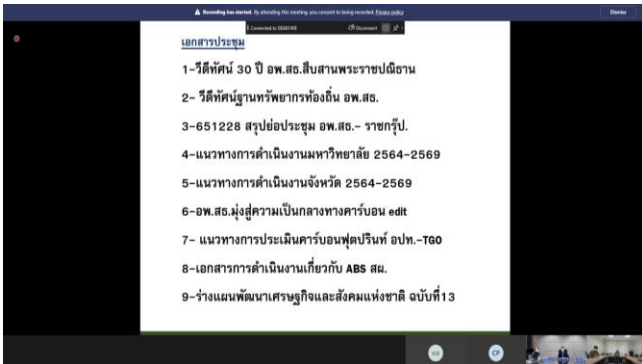 Recording has started. By attending this meeting, you consent to being recorded. Privacy policy
Dismiss
Disconnect
เอกสารประชุม
1-วีดีทัศน์ 30 ปี อพ.สธ.สืบสานพระราชปณิธาน
2- วีดีทัศน์ฐานทรัพยากรท้องถิ่น อพ.สธ.
3-651228 สรุปย่อประชุม อพ.สธ.- ราชกรุ๊ป.
4-แนวทางการดำเนินงานมหาวิทยาลัย 2564-2569
5-แนวทางการดำเนินงานจังหวัด 2564-2569
6-อพ.สธ.มุ่งสู่ความเป็นกลางทางคาร์บอน edit
7- แนวทางการประเมินคาร์บอนฟุตปริ้นท์ อปท.-TGO
8-เอกสารการดำเนินงานเกี่ยวกับ ABS สผ.
9-ร่างแผนพัฒนาเศรษฐกิจและสังคมแห่งชาติ ฉบับที่13
CP